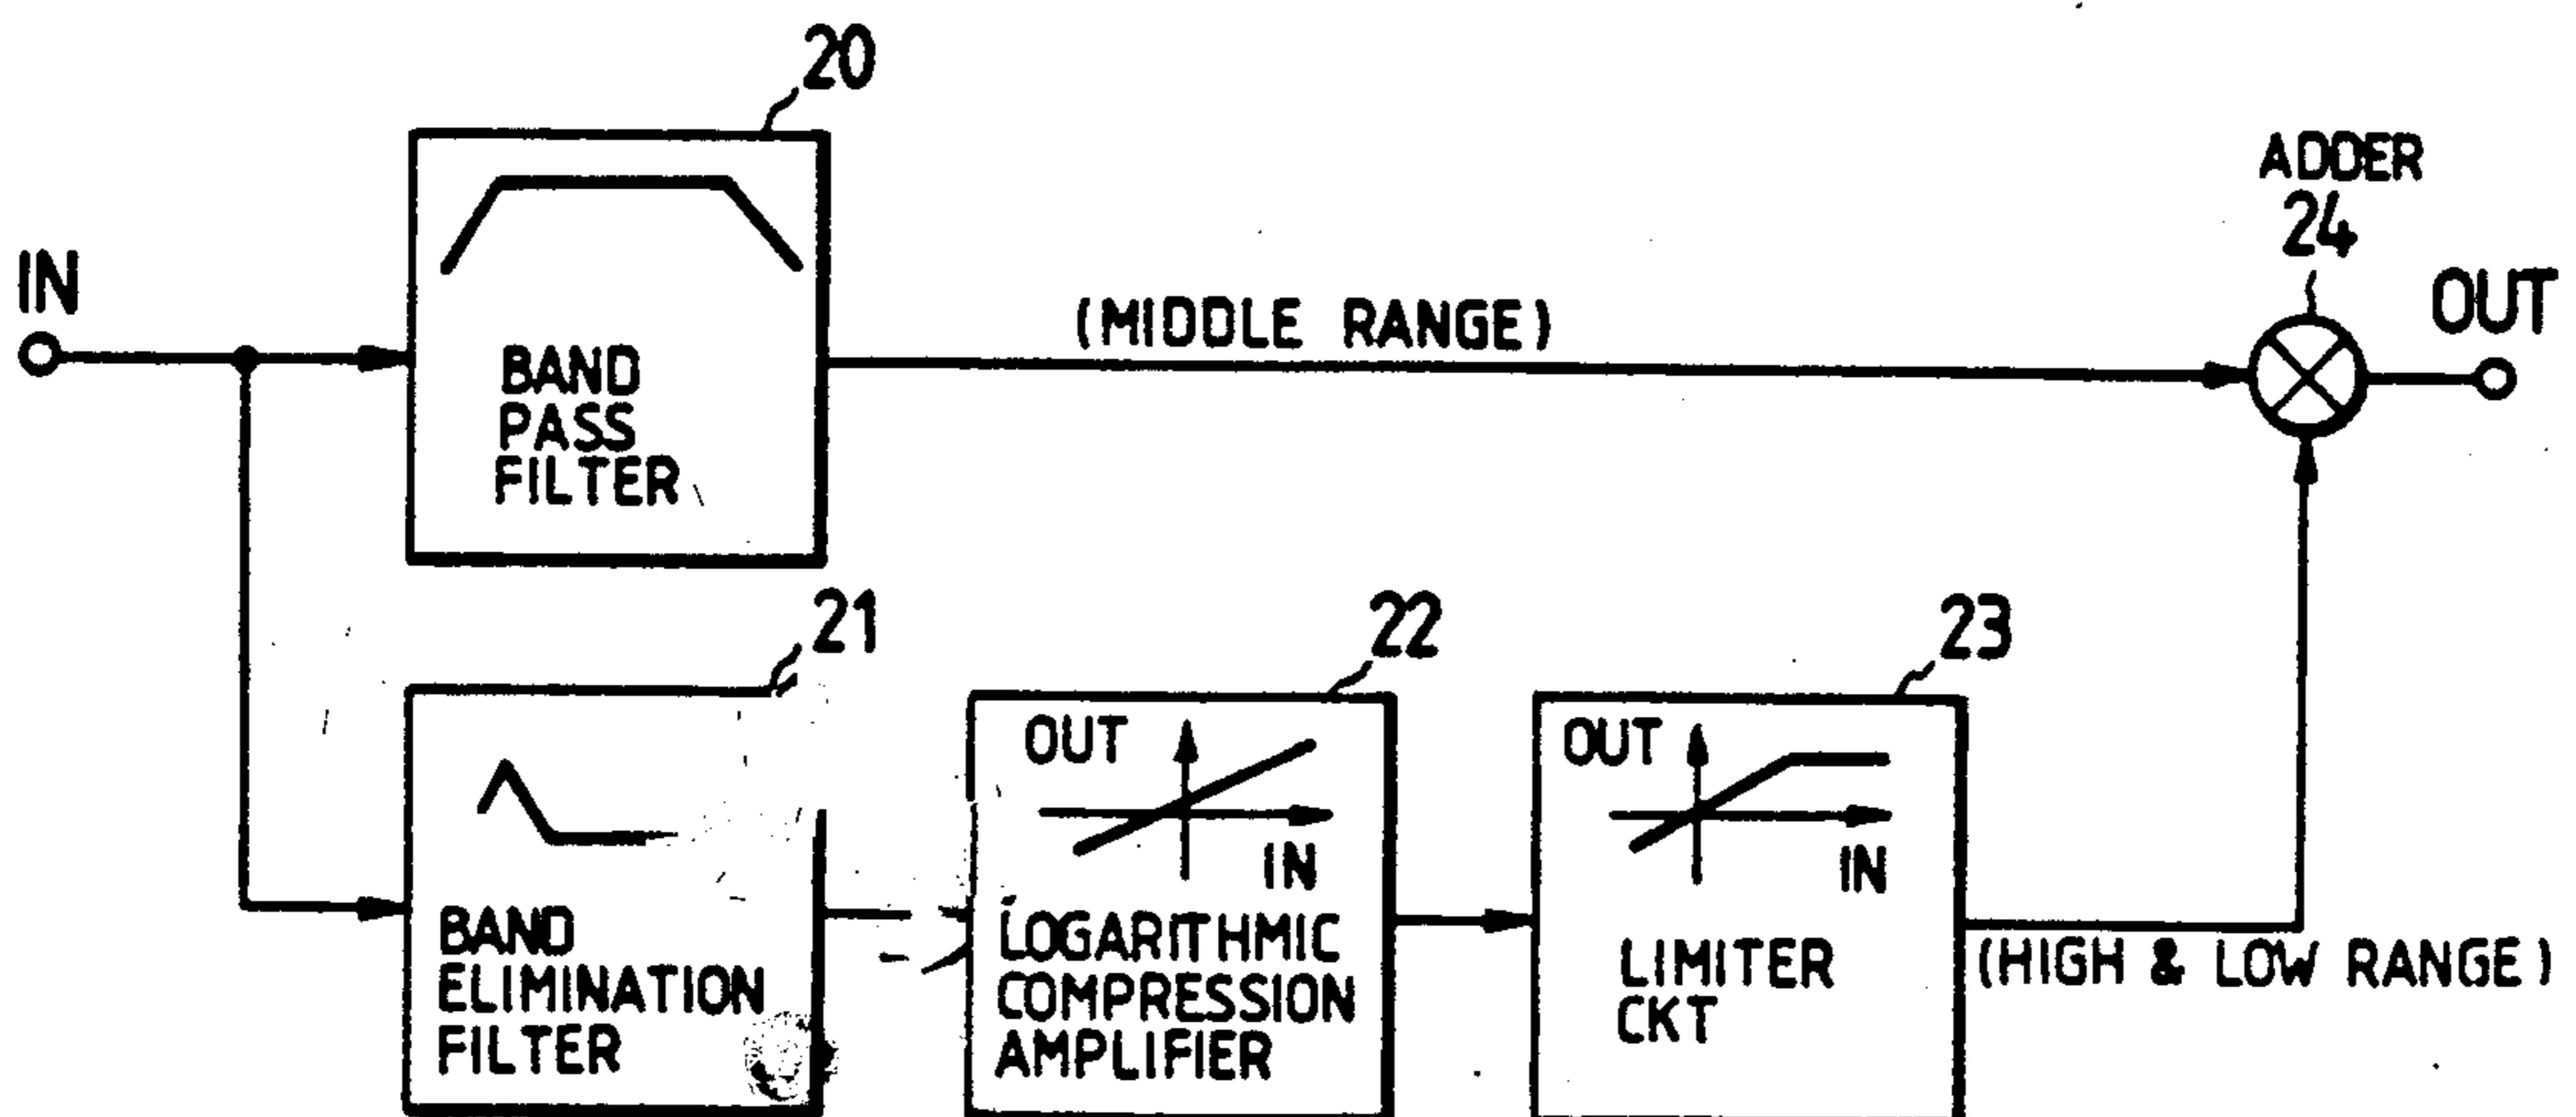 20
ADDER
24
IN
OUT
(MIDDLE RANGE)
BAND
PASS
FILTER
21
22
23
OUT
IN
OUT
IN
BAND
ELIMINATION
FILTER
LOGARITHMIC
COMPRESSION
AMPLIFIER
LIMITER
CKT
(HIGH & LOW RANGE)